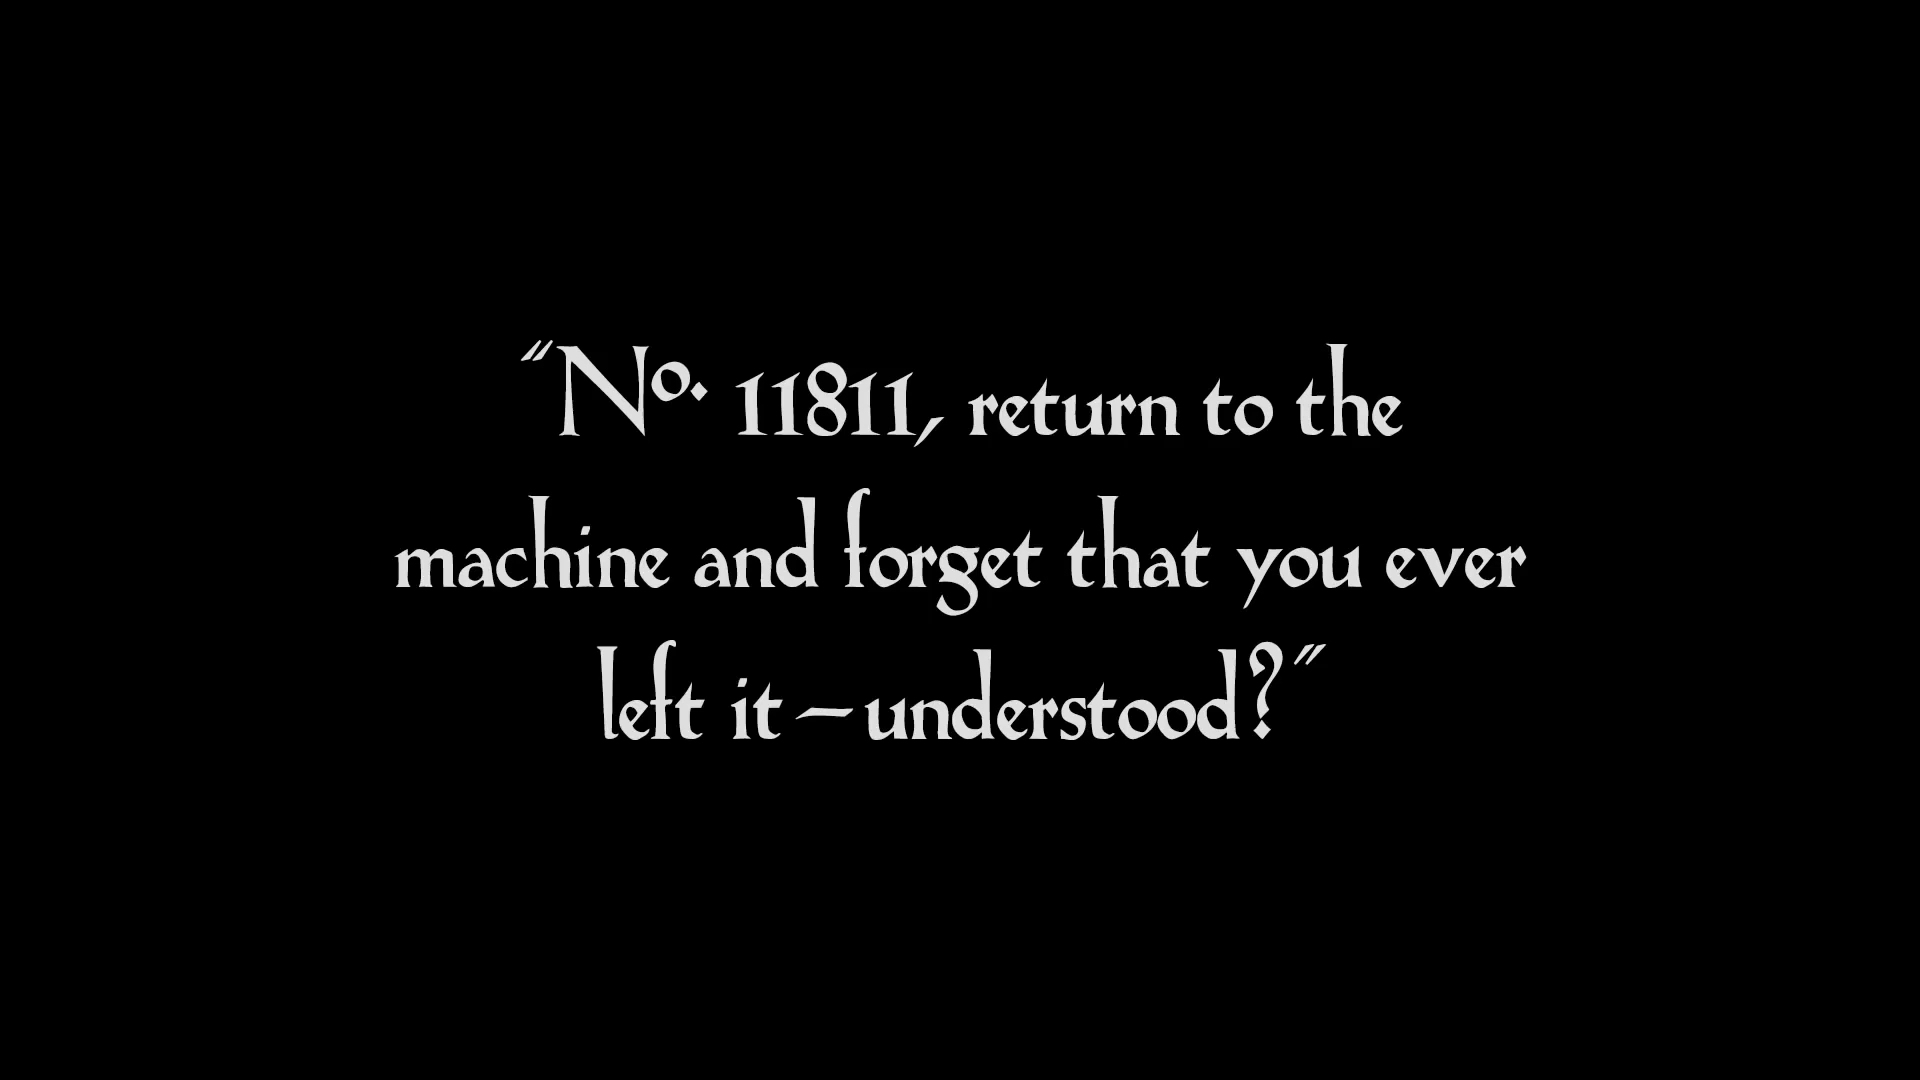 "No. 11811, return to the
machine and forget that you ever
left it—understood?"